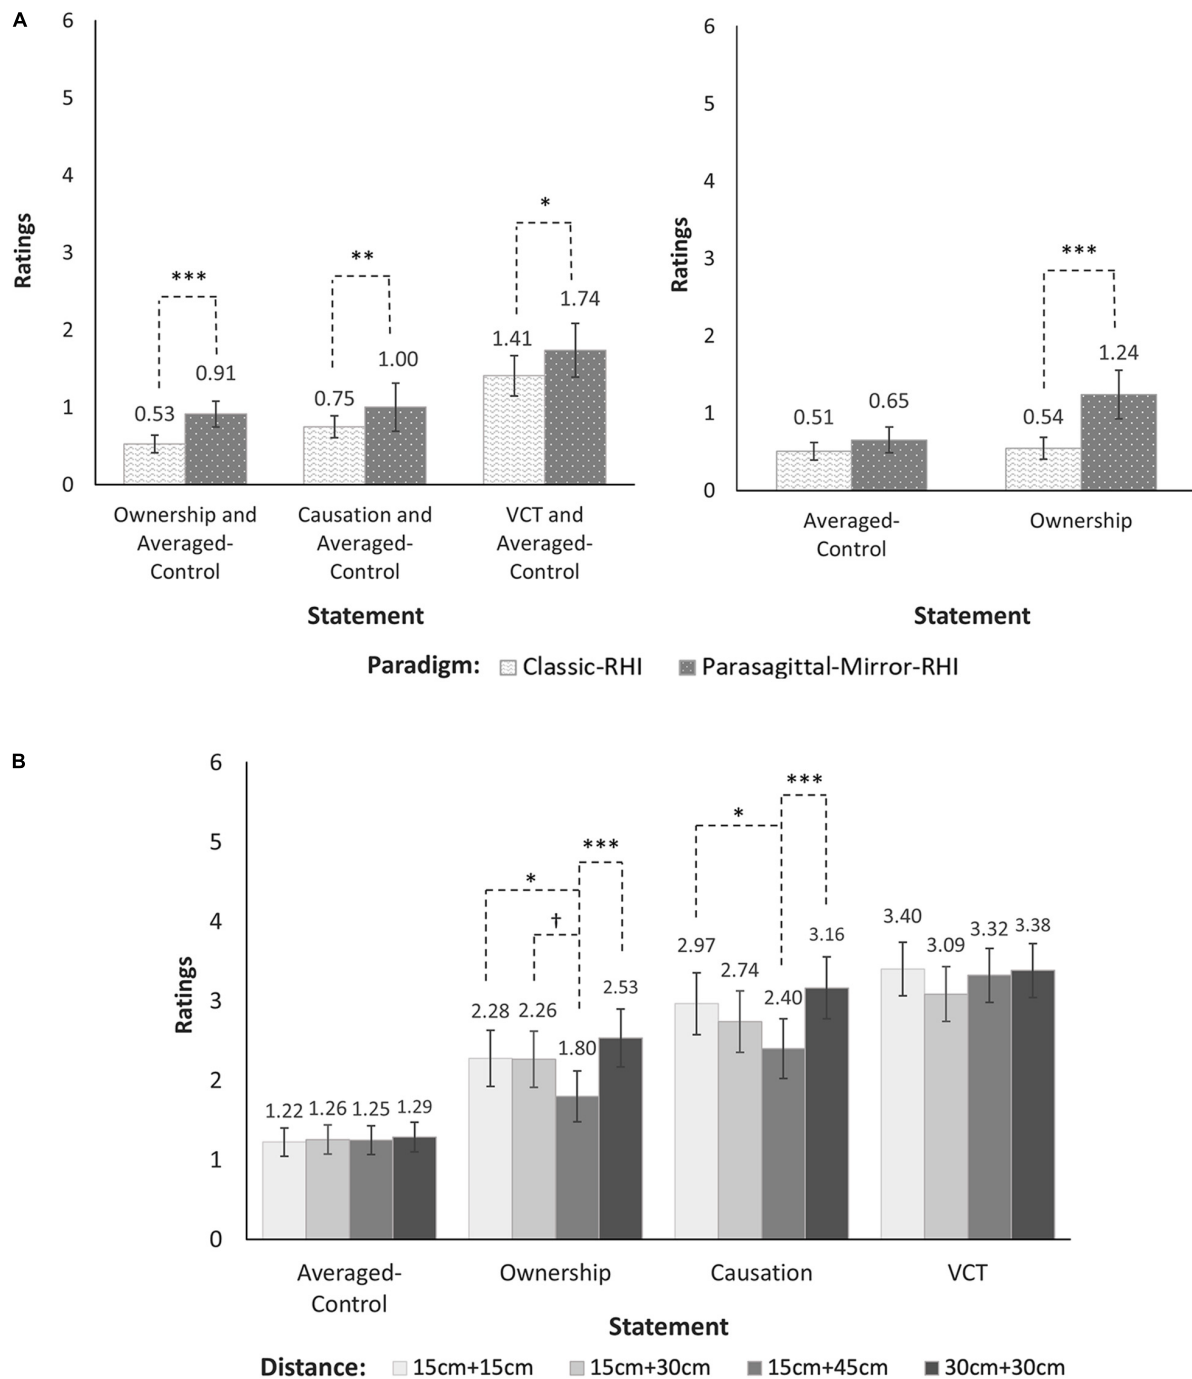 A
6
5
4
3
2
1
0
Ratings
***
**
*
0.53
0.91
0.75
1.00
1.41
1.74
Ownership and
Averaged-
Control
Causation and
Averaged-
Control
VCT and
Averaged-
Control
Statement
6
5
4
3
2
1
0
Ratings
***
0.51
0.65
0.54
1.24
Averaged-
Control
Ownership
Statement
Paradigm: Classic-RHI Parasagittal-Mirror-RHI
B
6
5
4
3
2
1
0
Ratings
1.22 1.26 1.25 1.29
*
†
***
2.28 2.26 1.80 2.53
*
***
2.97 2.74 2.40 3.16
3.40 3.09 3.32 3.38
Averaged-
Control
Ownership
Causation
VCT
Statement
Distance: 15cm+15cm 15cm+30cm 15cm+45cm 30cm+30cm